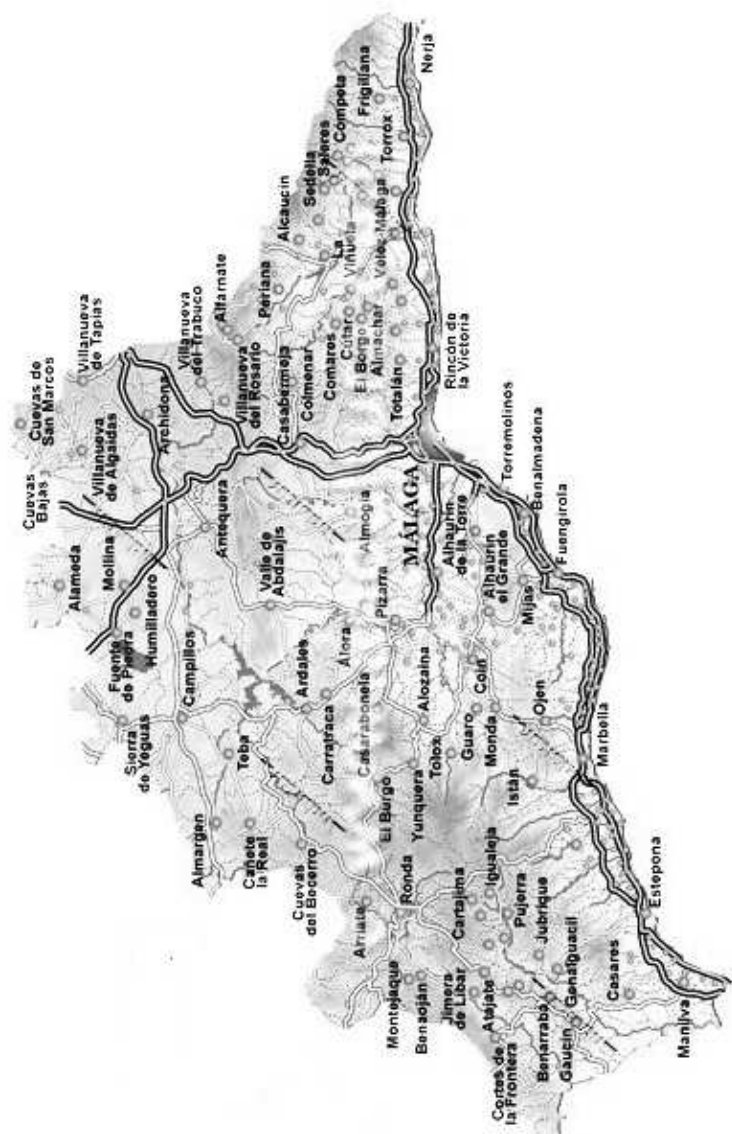 Cuevas de
San Marcos
Cuevas
Bajas
Villanueva
de Tapias
Villanueva
de Algaidas
Alameda
Mollina
Humilladero
Fuente
de Piedra
Sierra
de Yeguas
Campillos
Archidona
Villanueva
del Trabuco
Alfarnate
Villanueva
del Rosario
Antequera
Almargen
Teba
Cañete
la Real
Cuevas
del Becerro
Valle de
Abdalajís
Ardales
Carratraca
Casabermeja
Colmenar
Periana
Alcaucín
Sedella
Saleres
Competa
Frigiliana
Nerja
Torrox
La
Viñuela
Comares
Cútar
El Borge
Almáchar
Vélez-Málaga
Totalán
Rincón de
la Victoria
Almogía
Álora
Pizarra
Casarabonela
MÁLAGA
Alozaina
El Burgo
Yunquera
Tolox
Arriate
Ronda
Montejaque
Benaoján
Jimera
de Líbar
Atajate
Cartajima
Igualeja
Pujerra
Jubrique
Genalguacil
Cortes de
la Frontera
Benarrabá
Gaucín
Casares
Manilva
Estepona
Istán
Guaro
Monda
Coín
Ojen
Marbella
Alhaurín
de la Torre
Alhaurín
el Grande
Mijas
Torremolinos
Benalmadena
Fuengirola